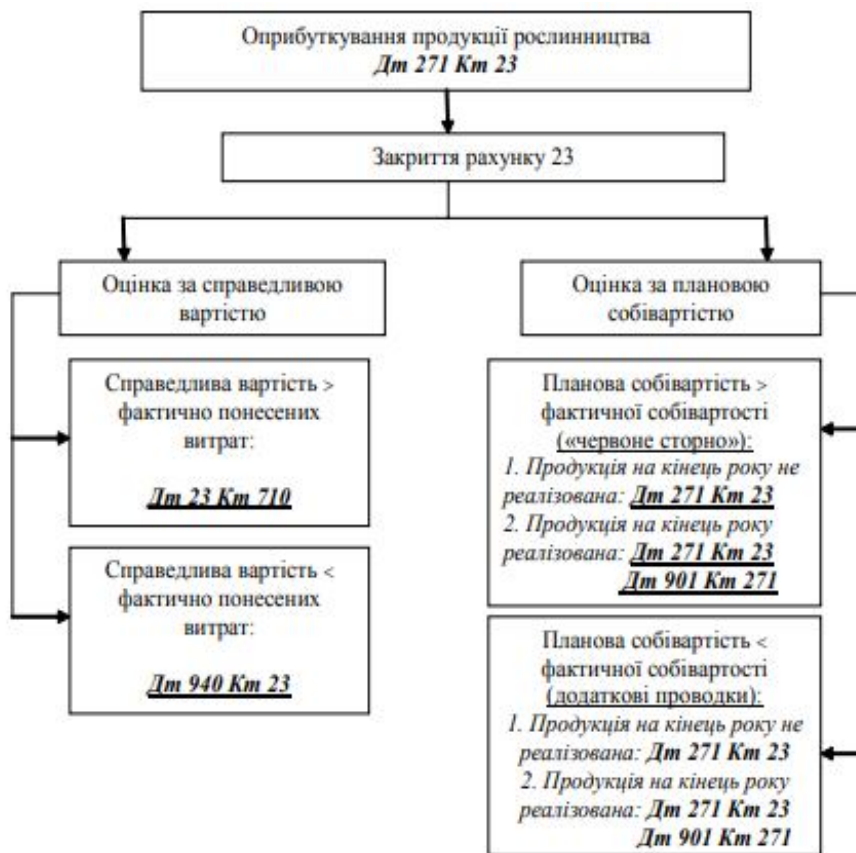 Оприбуткування продукції рослинництва
Дт 271 Кт 23
Закриття рахунку 23
Оцінка за справедливою
вартістю
Справедлива вартість >
фактично понесених
витрат:
Дт 23 Кт 710
Справедлива вартість <
фактично понесених
витрат:
Дт 940 Кт 23
Оцінка за плановою
собівартістю
Планова собівартість >
фактичної собівартості
(«червоне сторно»):
1. Продукція на кінець року не
реалізована: Дт 271 Кт 23
2. Продукція на кінець року
реалізована: Дт 271 Кт 23
Дт 901 Кт 271
Планова собівартість <
фактичної собівартості
(додаткові проводки):
1. Продукція на кінець року не
реалізована: Дт 271 Кт 23
2. Продукція на кінець року
реалізована: Дт 271 Кт 23
Дт 901 Кт 271